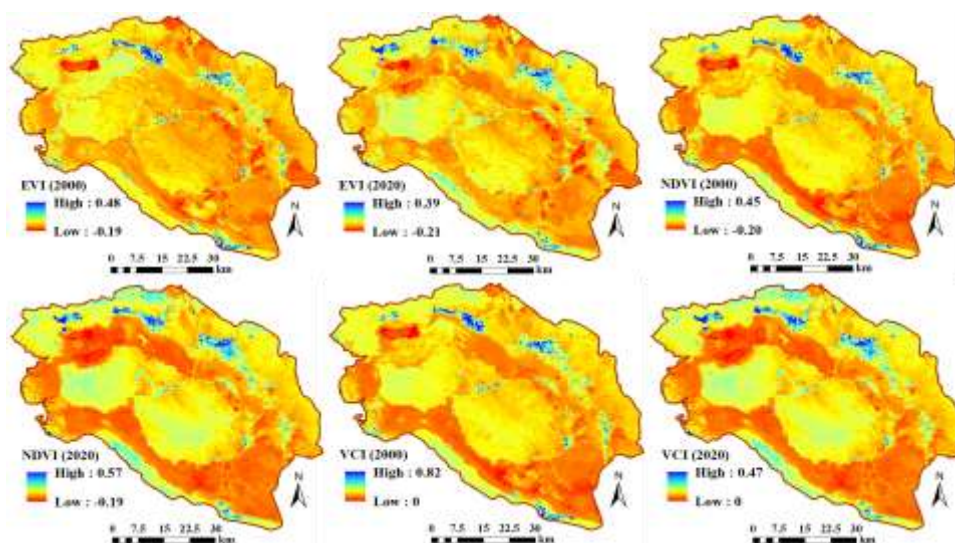 EVI (2000)
High : 0.48
Low : -0.19
N
0 7.5 15 22.5 30
km
EVI (2020)
High : 0.39
Low : -0.21
N
0 7.5 15 22.5 30
km
NDVI (2000)
High : 0.45
Low : -0.20
N
0 7.5 15 22.5 30
km
NDVI (2020)
High : 0.57
Low : -0.19
N
0 7.5 15 22.5 30
km
VCI (2000)
High : 0.82
Low : 0
N
0 7.5 15 22.5 30
km
VCI (2020)
High : 0.47
Low : 0
N
0 7.5 15 22.5 30
km